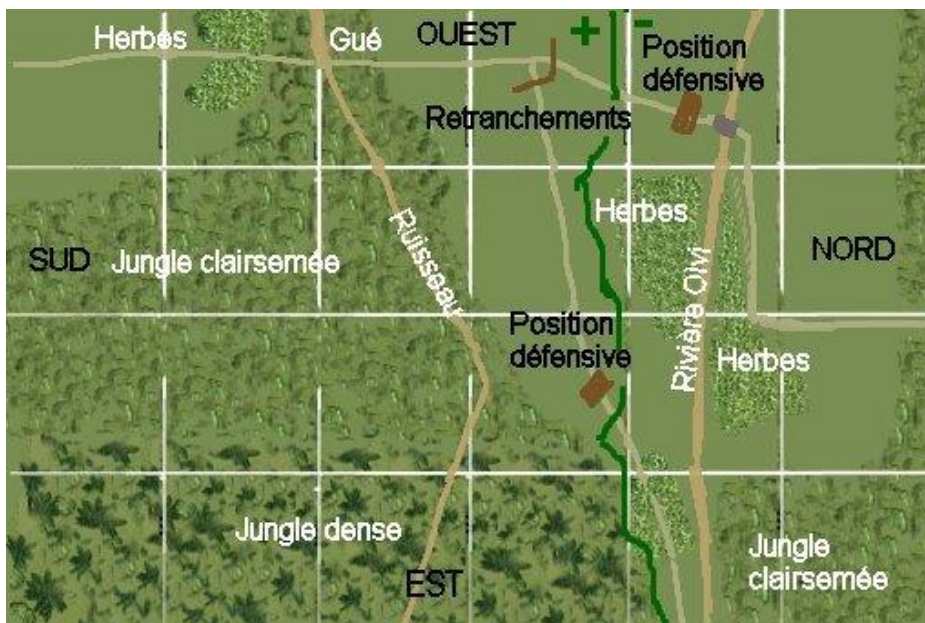 Herbes
Gué
OUEST
+
-
Position
défensive
Retranchements
Herbes
SUD
Jungle clairsemée
Ruisseau
NORD
Rivière Olvi
Position
défensive
Herbes
Jungle dense
EST
Jungle
clairsemée